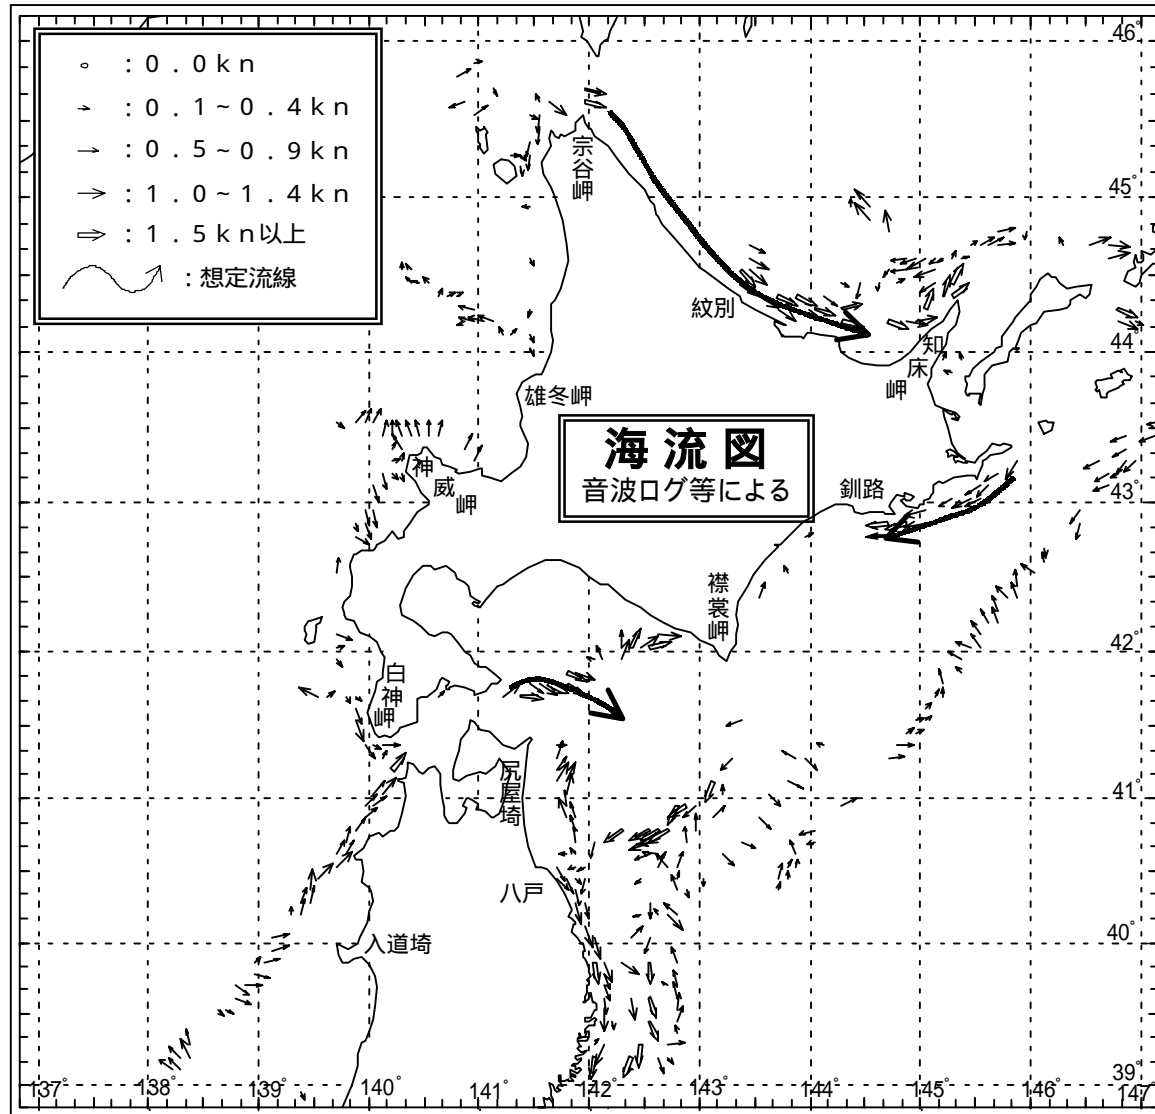 ：０．０ｋｎ
：０．１～０．４ｋｎ
：０．５～０．９ｋｎ
：１．０～１．４ｋｎ
：１．５ｋｎ以上
：想定流線
46°
宗谷岬
45°
紋別
44°
知床岬
雄冬岬
海流図
音波ログ等による
神威岬
釧路
43°
襟裳岬
42°
白神岬
尻屋埼
41°
八戸
入道埼
40°
39°
137°
138°
139°
140°
141°
142°
143°
144°
145°
146°
147°